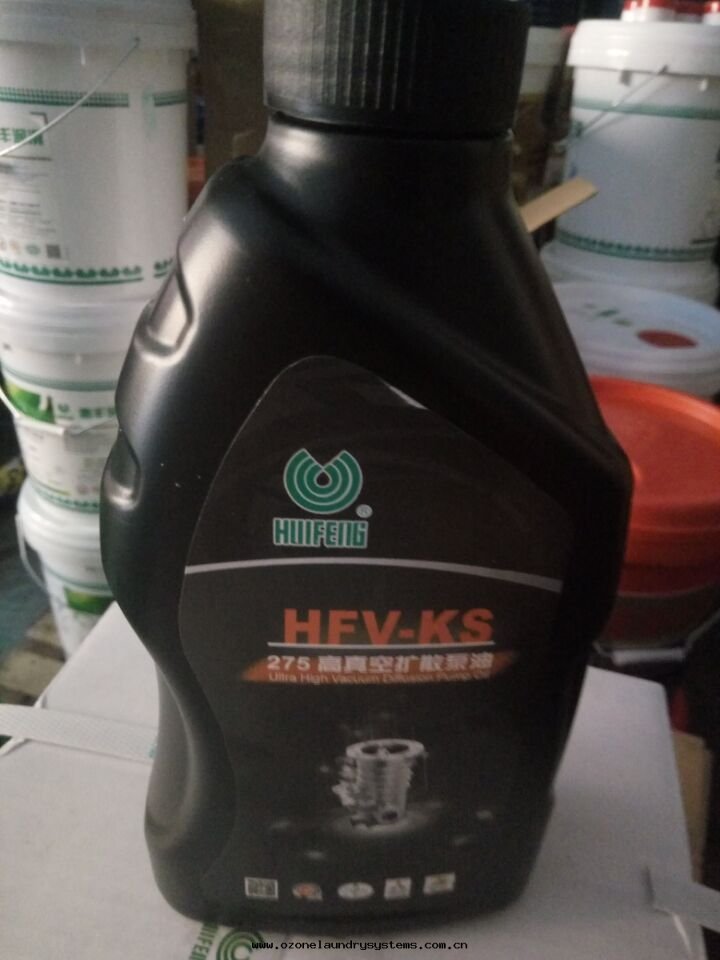 HUIFENG
®
HFV-KS
275 高真空扩散泵油
Ultra High Vacuum Diffusion Pump Oil
HUIFENG
www.ozonelaundrysystems.com.cn